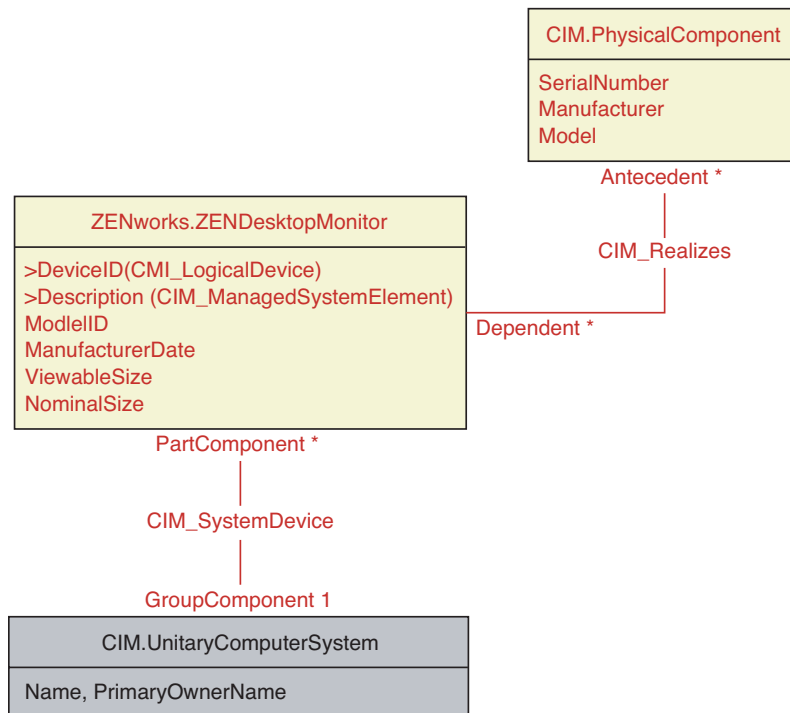 CIM.PhysicalComponent
SerialNumber
Manufacturer
Model
Antecedent *
CIM_Realizes
Dependent *
ZENworks.ZENDesktopMonitor
>DeviceID(CMI_LogicalDevice)
>Description (CIM_ManagedSystemElement)
ModleIID
ManufacturerDate
ViewableSize
NominalSize
PartComponent *
CIM_SystemDevice
GroupComponent 1
CIM.UnitaryComputerSystem
Name, PrimaryOwnerName